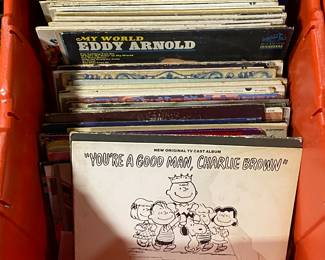 MY WORLD
EDDY ARNOLD
NEW ORIGINAL TV CAST ALBUM
"YOU'RE A GOOD MAN, CHARLIE BROWN"